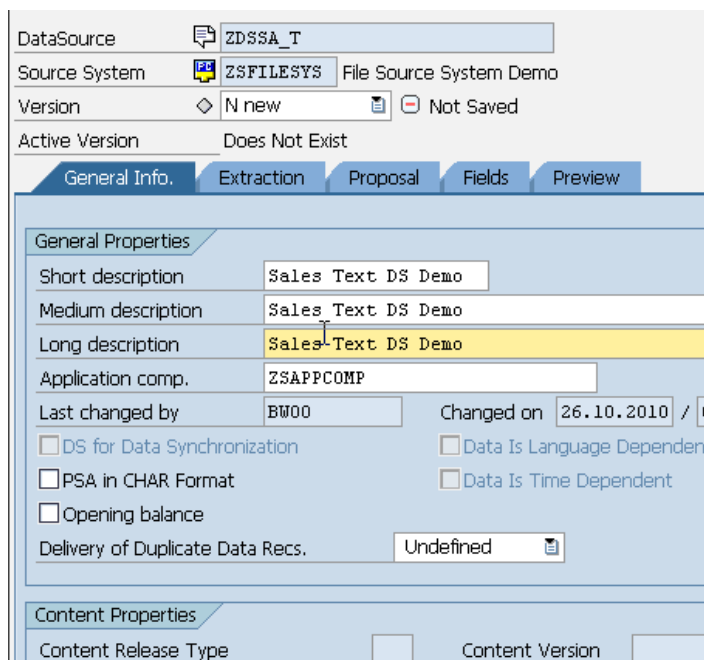 DataSource ZDSSA_T
Source System ZSFILESYS File Source System Demo
Version N new Not Saved
Active Version Does Not Exist
General Info. Extraction Proposal Fields Preview
General Properties
Short description Sales Text DS Demo
Medium description Sales Text DS Demo
Long description Sales Text DS Demo
Application comp. ZSAPPCOMP
Last changed by BW00 Changed on 26.10.2010 /
DS for Data Synchronization Data Is Language Dependen
PSA in CHAR Format Data Is Time Dependent
Opening balance
Delivery of Duplicate Data Recs. Undefined
Content Properties
Content Release Type Content Version